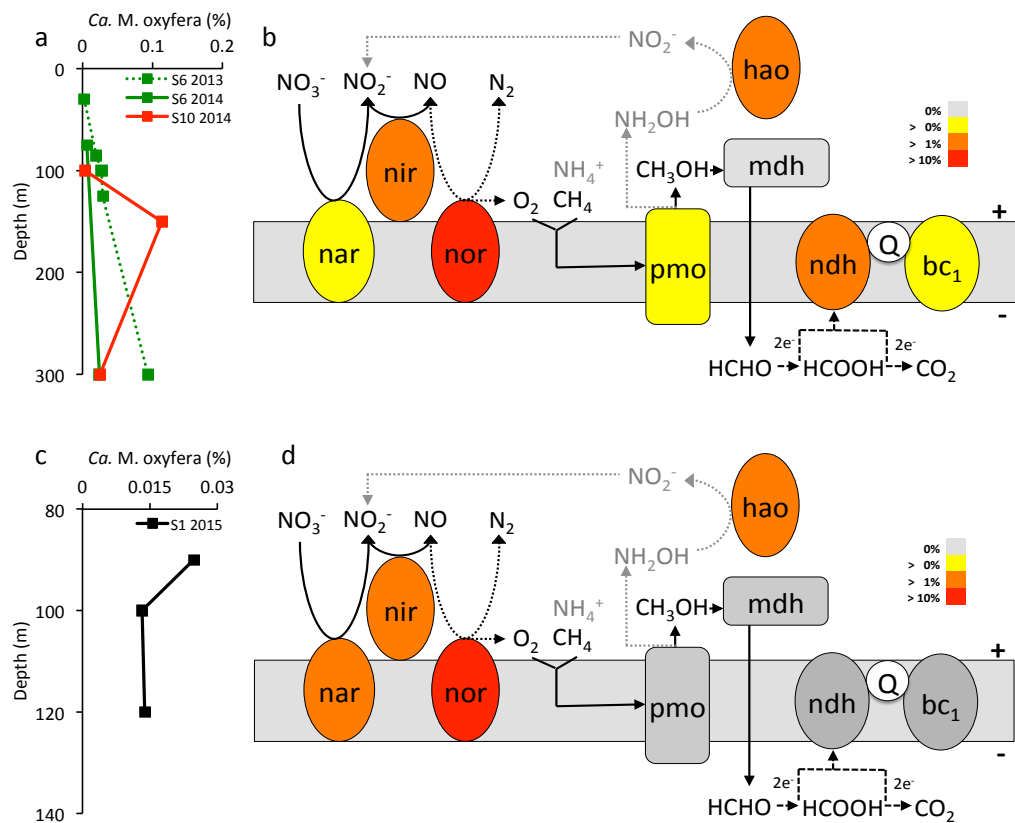 a
Ca. M. oxyfera (%)
0 0.1 0.2
0
100
200
300
Depth (m)
S6 2013
S6 2014
S10 2014
b
NO₂⁻
hao
NO₃⁻ NO₂⁻ NO N₂
NH₂OH
0%
> 0%
> 1%
> 10%
nir
NH₄⁺
CH₃OH
mdh
O₂ CH₄
+
nar
nor
pmo
ndh
Q
bc₁
-
2e⁻ 2e⁻
HCHO HCOOH CO₂
c
Ca. M. oxyfera (%)
0 0.015 0.03
80
100
120
140
Depth (m)
S1 2015
d
NO₂⁻
hao
NO₃⁻ NO₂⁻ NO N₂
NH₂OH
0%
> 0%
> 1%
> 10%
nir
NH₄⁺
CH₃OH
mdh
O₂ CH₄
+
nar
nor
pmo
ndh
Q
bc₁
-
2e⁻ 2e⁻
HCHO HCOOH CO₂